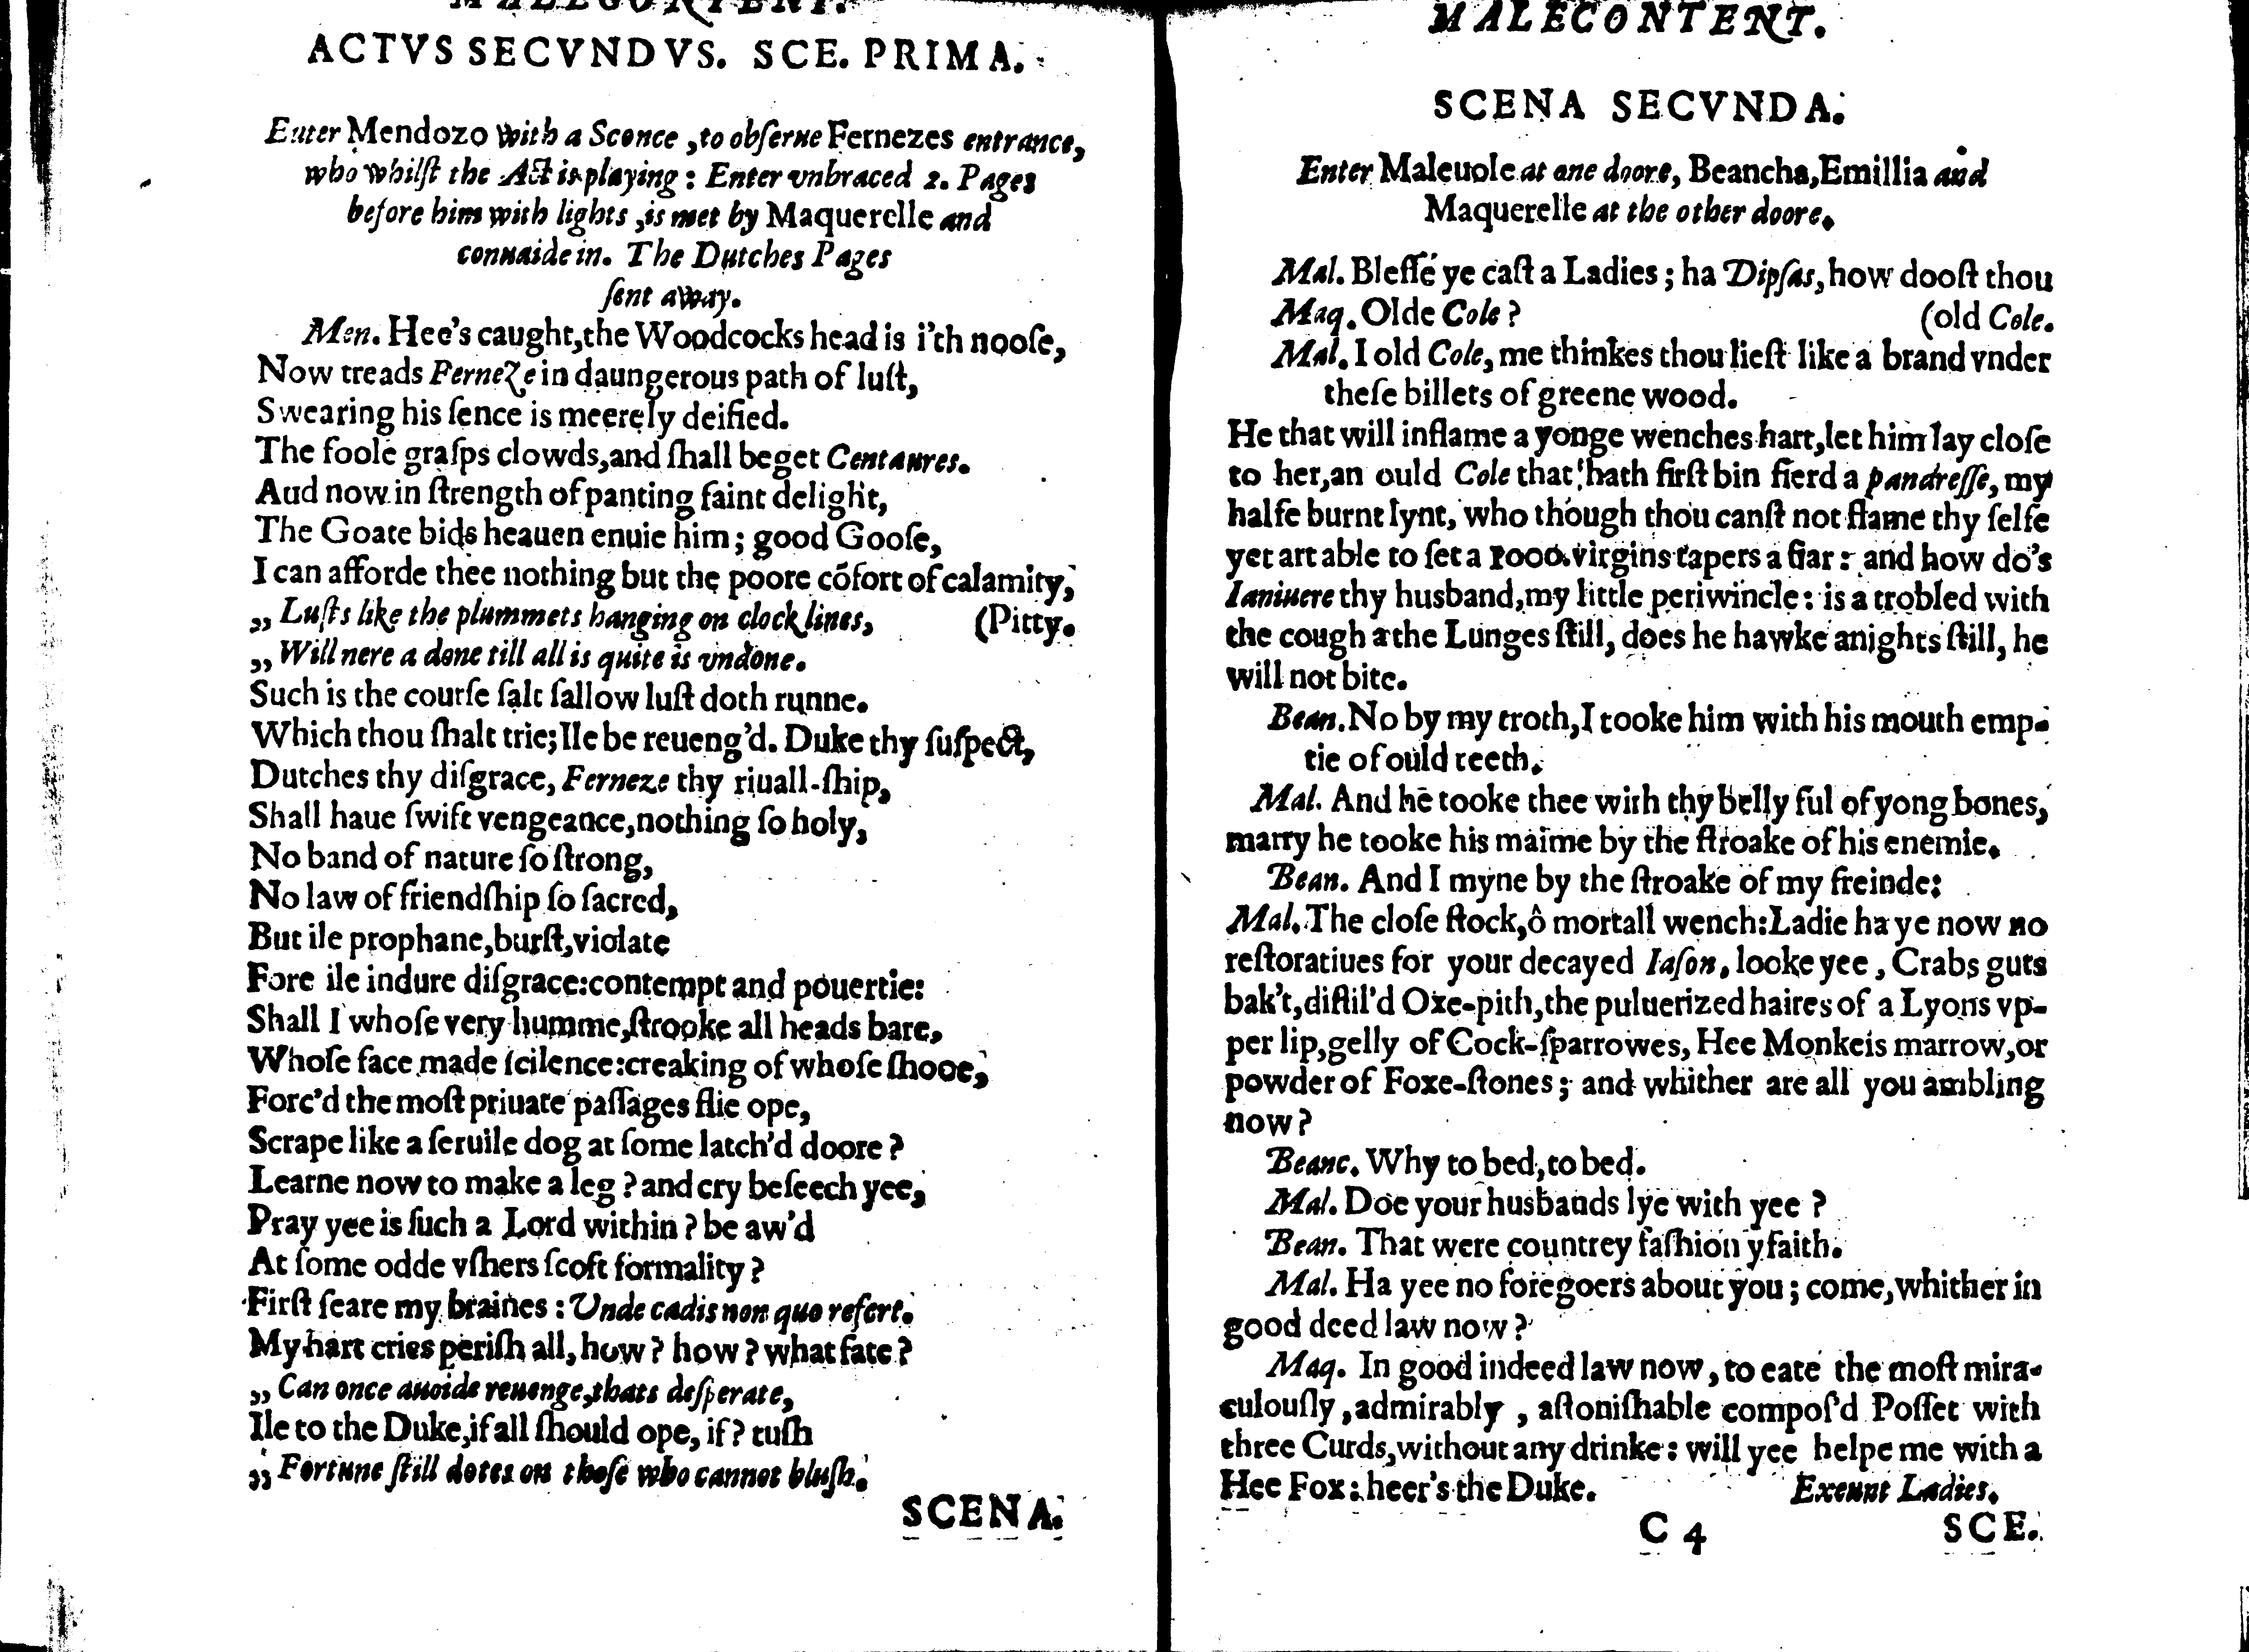 MALECONTENT.
ACTVS SECVNDVS. SCE. PRIMA.
Enter Mendozo with a Sconce, to obſerue Fernezes entrance,
who whilſt the Act is playing: Enter vnbraced 2. Pages
before him with lights, is met by Maquerelle and
conuaide in. The Dutches Pages
ſent away.
Men. Hee's caught, the Woodcocks head is i'th nooſe,
Now treads Ferneze in daungerous path of luſt,
Swearing his ſence is meerely deified.
The foole graſps clowds, and ſhall beget Centaures.
Aud now in ſtrength of panting faint delight,
The Goate bids heauen enuie him; good Gooſe,
I can afforde thee nothing but the poore cõfort of calamity,
„ Luſts like the plummets hanging on clock lines, (Pitty.
„ Will nere a done till all is quite is vndone.
Such is the courſe ſalt ſallow luſt doth runne.
Which thou ſhalt trie; Ile be reueng'd. Duke thy ſuſpect,
Dutches thy diſgrace, Ferneze thy riuall-ſhip,
Shall haue ſwift vengeance, nothing ſo holy,
No band of nature ſo ſtrong,
No law of friendſhip ſo ſacred,
But ile prophane, burſt, violate
Fore ile indure diſgrace: contempt and pouertie:
Shall I whoſe very humme, ſtrooke all heads bare,
Whoſe face made ſcilence: creaking of whoſe ſhooe,
Forc'd the moſt priuate paſſages flie ope,
Scrape like a ſeruile dog at ſome latch'd doore?
Learne now to make a leg? and cry beſeech yee,
Pray yee is ſuch a Lord within? be aw'd
At ſome odde vſhers ſcoft formality?
Firſt ſeare my braines: Unde cadis non quo refert.
My hart cries periſh all, how? how? what fate?
„ Can once auoide reuenge, thats deſperate,
Ile to the Duke, if all ſhould ope, if? tuſh
„ Fortune ſtill dotes on thoſe who cannot bluſh.
SCENA.
MALECONTENT.
SCENA SECVNDA.
Enter Maleuole at one doore, Beancha, Emillia and
Maquerelle at the other doore.
Mal. Bleſſe ye caſt a Ladies; ha Dipſas, how dooſt thou
Maq. Olde Cole? (old Cole.
Mal. I old Cole, me thinkes thou lieſt like a brand vnder
theſe billets of greene wood.
He that will inflame a yonge wenches hart, let him lay cloſe
to her, an ould Cole that hath firſt bin fierd a pandreſſe, my
halfe burnt lynt, who though thou canſt not flame thy ſelfe
yet art able to ſet a 1000. virgins tapers a fiar: and how do's
Ianiuere thy husband, my little periwincle: is a trobled with
the cough a the Lunges ſtill, does he hawke anights ſtill, he
will not bite.
Bean. No by my troth, I tooke him with his mouth emp-
tie of ould teeth.
Mal. And he tooke thee with thy belly ful of yong bones,
marry he tooke his maime by the ſtroake of his enemie.
Bean. And I myne by the ſtroake of my freinde:
Mal. The cloſe ſtock, ô mortall wench: Ladie ha ye now no
reſtoratiues for your decayed Iaſon, looke yee, Crabs guts
bak't, diſtil'd Oxe-pith, the puluerized haires of a Lyons vp-
per lip, gelly of Cock-ſparrowes, Hee Monkeis marrow, or
powder of Foxe-ſtones; and whither are all you ambling
now?
Beanc. Why to bed, to bed.
Mal. Doe your husbands lye with yee?
Bean. That were countrey faſhion yfaith.
Mal. Ha yee no foregoers about you; come, whither in
good deed law now?
Maq. In good indeed law now, to eate the moſt mira-
culouſly, admirably, aſtoniſhable compoſ'd Poſſet with
three Curds, without any drinke: will yee helpe me with a
Hee Fox: heer's the Duke. Exeunt Ladies.
C 4 SCE.